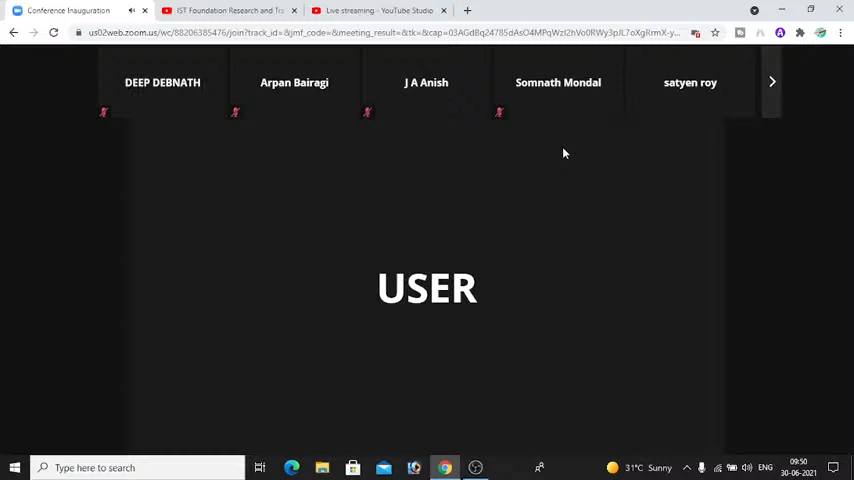 Conference Inauguration
IST Foundation Research and Tra
Live streaming - YouTube Studio
us02web.zoom.us/wc/88206385476/join?track_id=&jmf_code=&meeting_result=&tk=&cap=03AGdBq24785dAsO4MPqWzI2hVo0RWy3pJL7oXgRrmX-y...
DEEP DEBNATH
Arpan Bairagi
J A Anish
Somnath Mondal
satyen roy
USER
Type here to search
31°C Sunny
ENG
09:50
30-06-2021